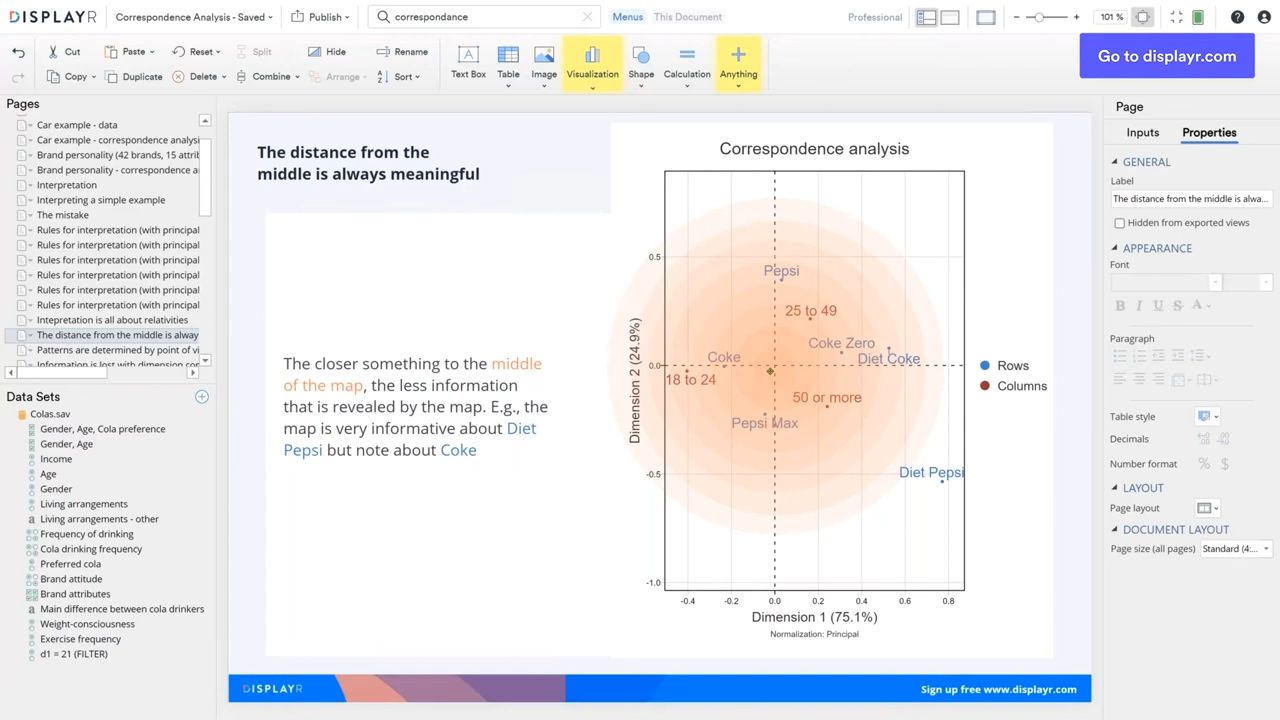 DISPLAYR
Correspondence Analysis - Saved
Publish
correspondance
Menus
This Document
Professional
101 %
Cut
Paste
Reset
Split
Hide
Rename
Copy
Duplicate
Delete
Combine
Arrange
Sort
Text Box
Table
Image
Visualization
Shape
Calculation
Anything
Go to displayr.com
Pages
Car example - data
Car example - correspondence analysi
Brand personality (42 brands, 15 attrib
Brand personality - correspondence a
Interpretation
Interpreting a simple example
The mistake
Rules for interpretation (with principal
Rules for interpretation (with principal
Rules for interpretation (with principal
Rules for interpretation (with principal
Rules for interpretation (with principal
Rules for interpretation (with principal
Intepretation is all about relativities
The distance from the middle is alway
Patterns are determined by point of vi
Information is lost with dimension con
Data Sets
Colas.sav
Gender, Age, Cola preference
Gender, Age
Income
Age
Gender
Living arrangements
Living arrangements - other
Frequency of drinking
Cola drinking frequency
Preferred cola
Brand attitude
Brand attributes
Main difference between cola drinkers
Weight-consciousness
Exercise frequency
d1 = 21 (FILTER)
The distance from the
middle is always meaningful
The closer something to the middle
of the map, the less information
that is revealed by the map. E.g., the
map is very informative about Diet
Pepsi but note about Coke
Correspondence analysis
Dimension 2 (24.9%)
0.5
0.0
-0.5
-1.0
Pepsi
25 to 49
Coke Zero
Coke
Diet Coke
18 to 24
50 or more
Pepsi Max
Diet Pepsi
-0.4
-0.2
0.0
0.2
0.4
0.6
0.8
Dimension 1 (75.1%)
Normalization: Principal
Rows
Columns
DISPLAYR
Sign up free www.displayr.com
Page
Inputs
Properties
GENERAL
Label
The distance from the middle is alwa...
Hidden from exported views
APPEARANCE
Font
B I U S A
Paragraph
Table style
Decimals
Number format
% $
LAYOUT
Page layout
DOCUMENT LAYOUT
Page size (all pages)
Standard (4:...